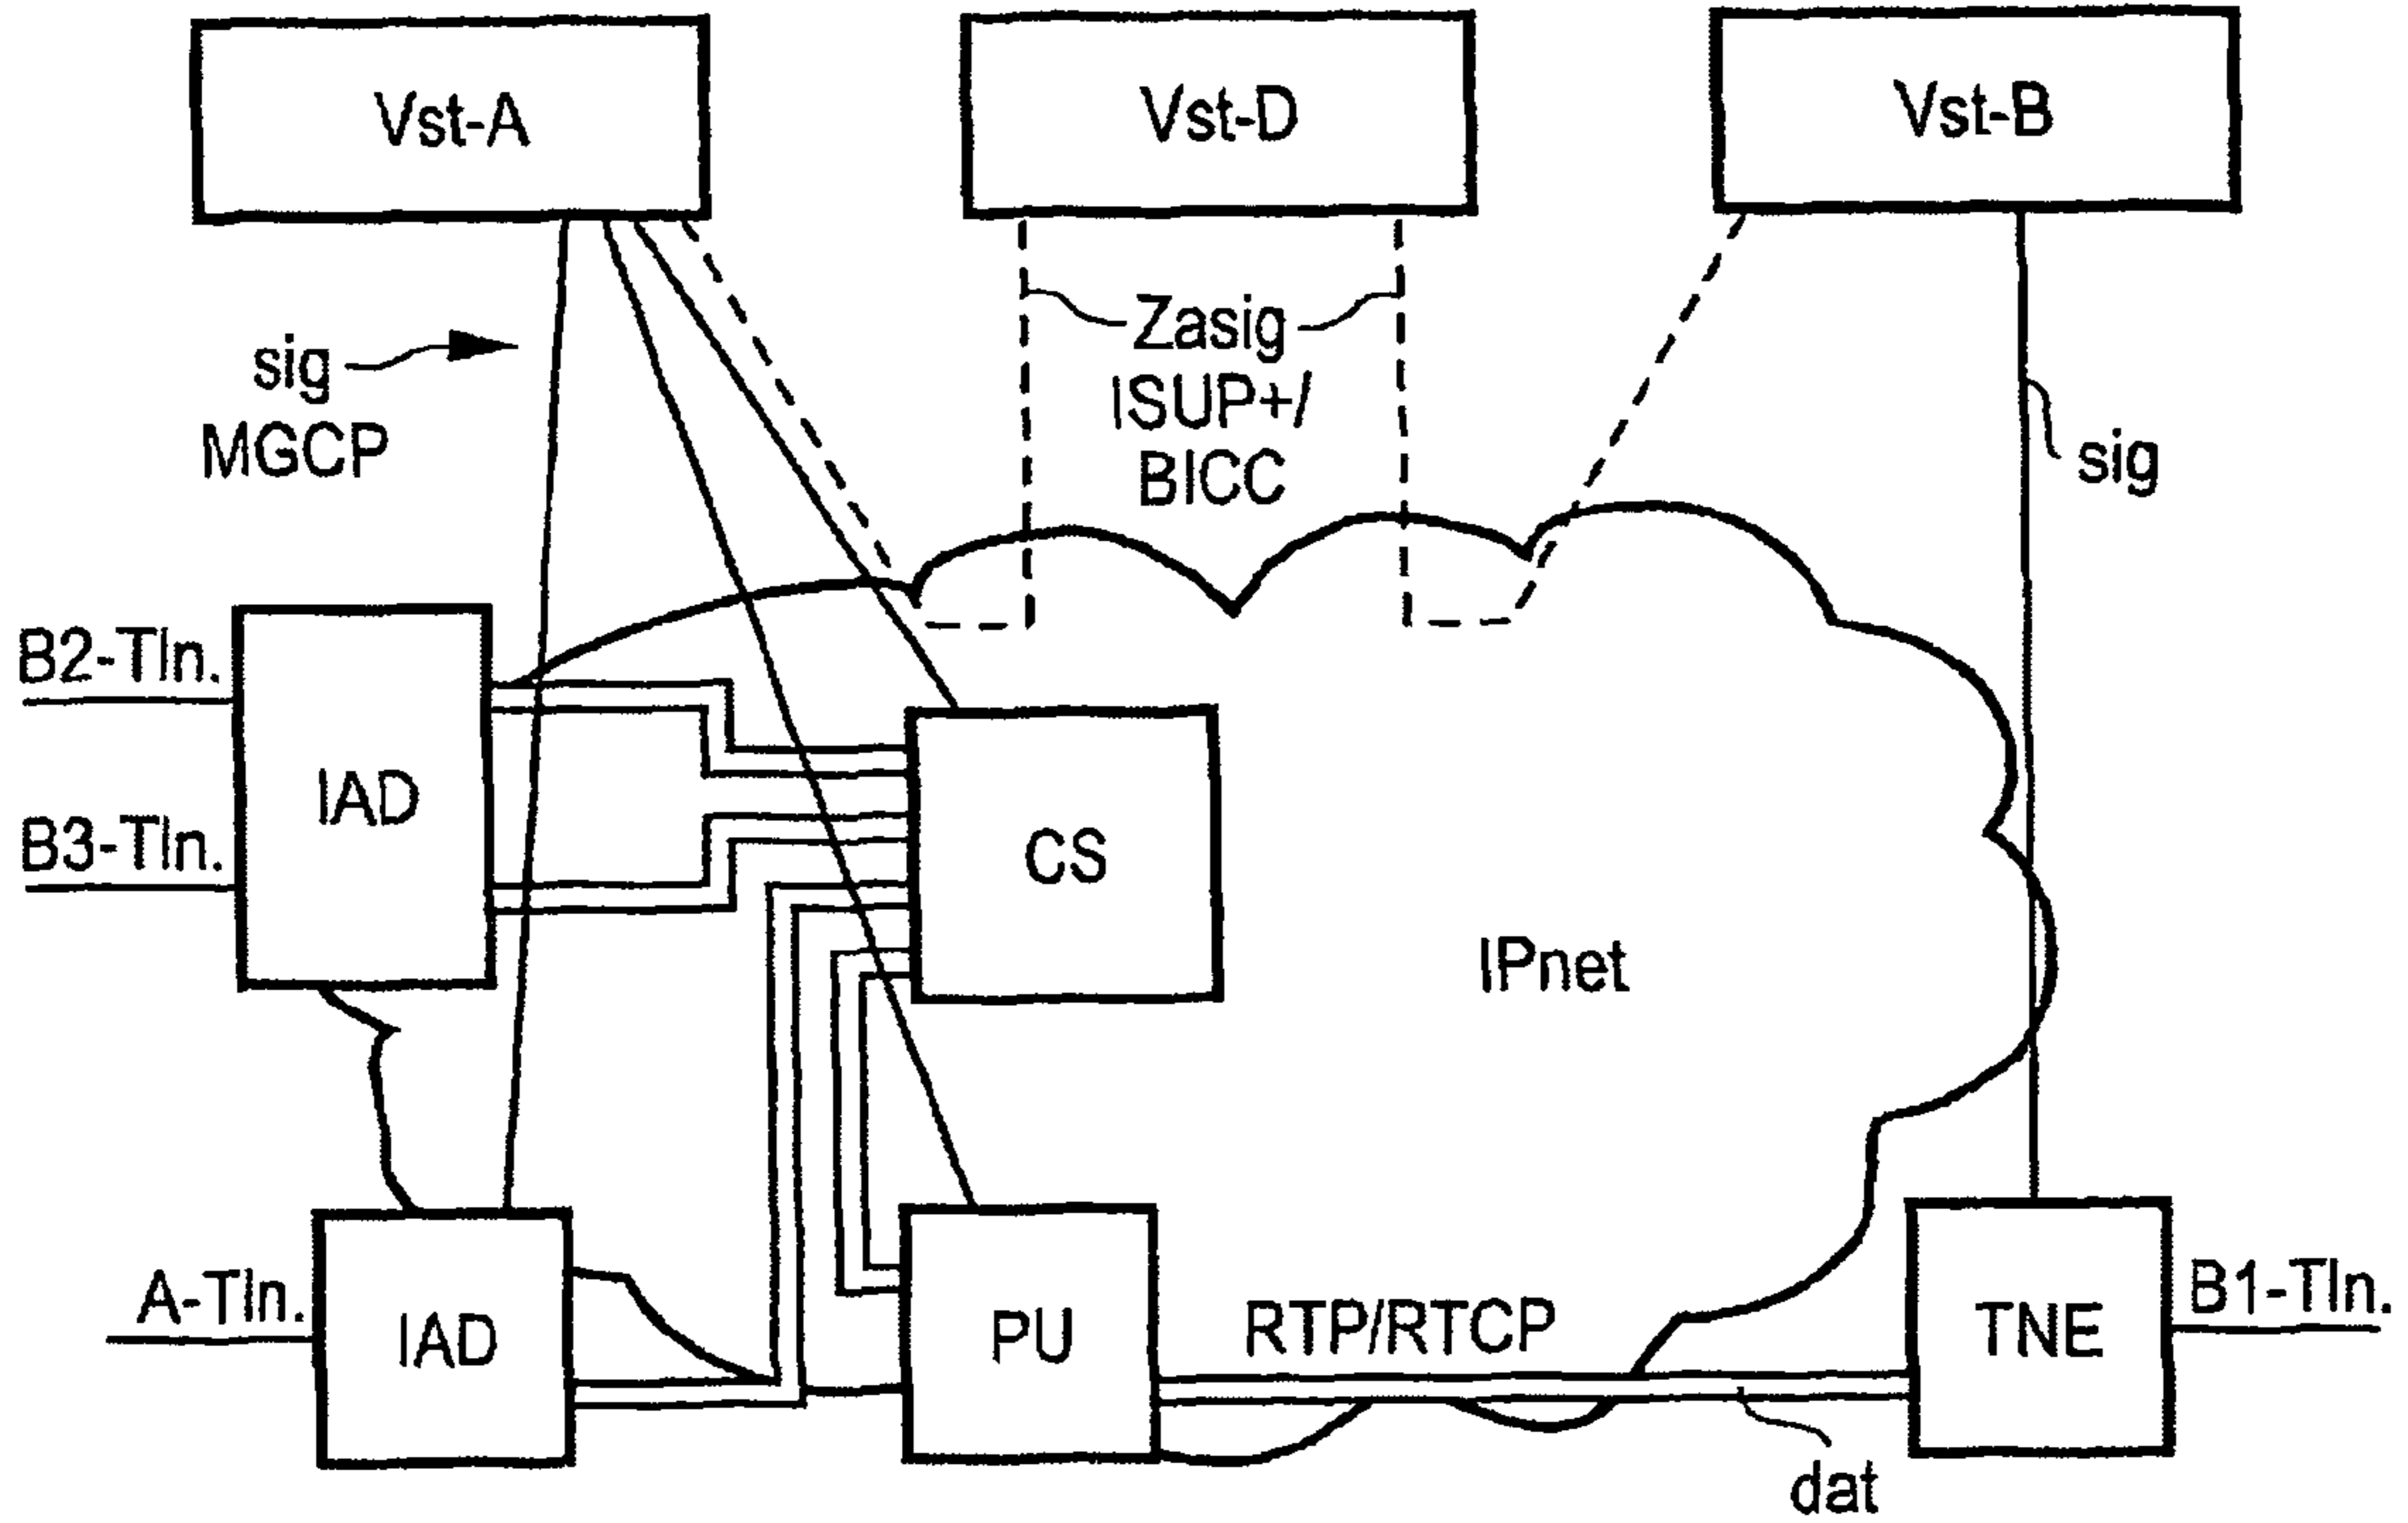 Vst-A
Vst-D
Vst-B
sig
MGCP
Zasig
ISUP+/
BICC
sig
B2-Tln.
B3-Tln.
IAD
CS
IPnet
A-Tln.
IAD
PU
RTP/RTCP
TNE
B1-Tln.
dat